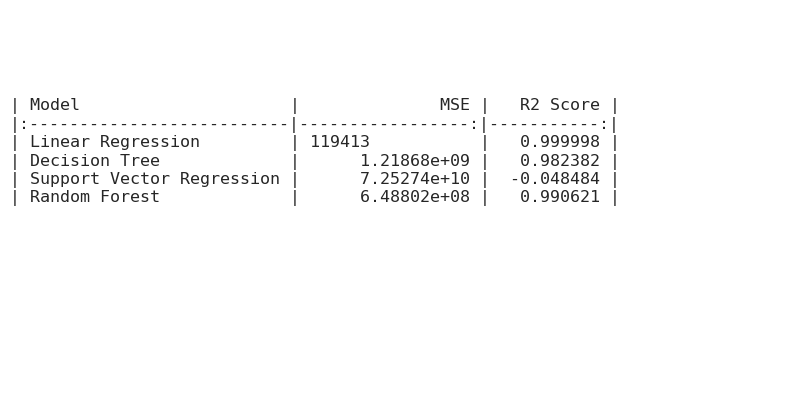 | Model                     |              MSE |   R2 Score |
|:--------------------------|-----------------:|-----------:|
| Linear Regression         | 119413           |   0.999998 |
| Decision Tree             |      1.21868e+09 |   0.982382 |
| Support Vector Regression |      7.25274e+10 |  -0.048484 |
| Random Forest             |      6.48802e+08 |   0.990621 |